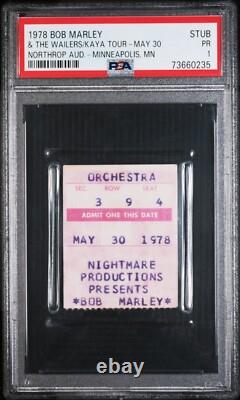 1978 BOB MARLEY STUB
& THE WAILERS/KAYA TOUR - MAY 30 PR
NORTHROP AUD. - MINNEAPOLIS, MN 1
PSA 73660235
ORCHESTRA
SEC. ROW SEAT
3 9 4
ADMIT ONE THIS DATE
MAY 30 1978
NIGHTMARE
PRODUCTIONS
PRESENTS
*BOB MARLEY*